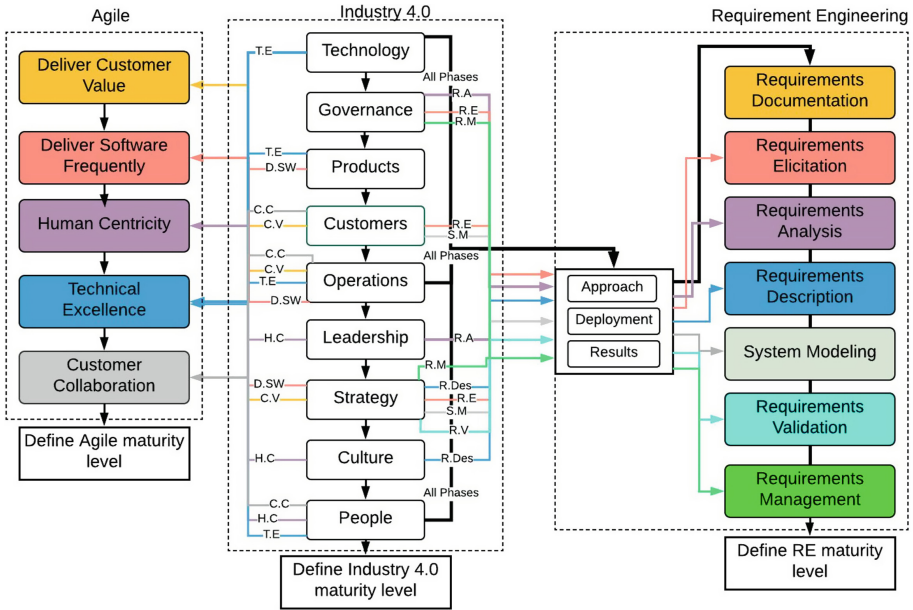 Agile
Deliver Customer
Value
Deliver Software
Frequently
Human Centricity
Technical
Excellence
Customer
Collaboration
Define Agile maturity
level
Industry 4.0
T.E
Technology
All Phases
R.A
Governance
R.E
R.M
T.E
D.SW
Products
C.C
C.V
Customers
R.E
S.M
C.C
C.V
T.E
D.SW
Operations
All Phases
H.C
Leadership
R.A
R.M
D.SW
C.V
Strategy
R.Des
R.E
S.M
R.V
H.C
Culture
R.Des
All Phases
C.C
H.C
T.E
People
Define Industry 4.0
maturity level
Approach
Deployment
Results
Requirement Engineering
Requirements
Documentation
Requirements
Elicitation
Requirements
Analysis
Requirements
Description
System Modeling
Requirements
Validation
Requirements
Management
Define RE maturity
level